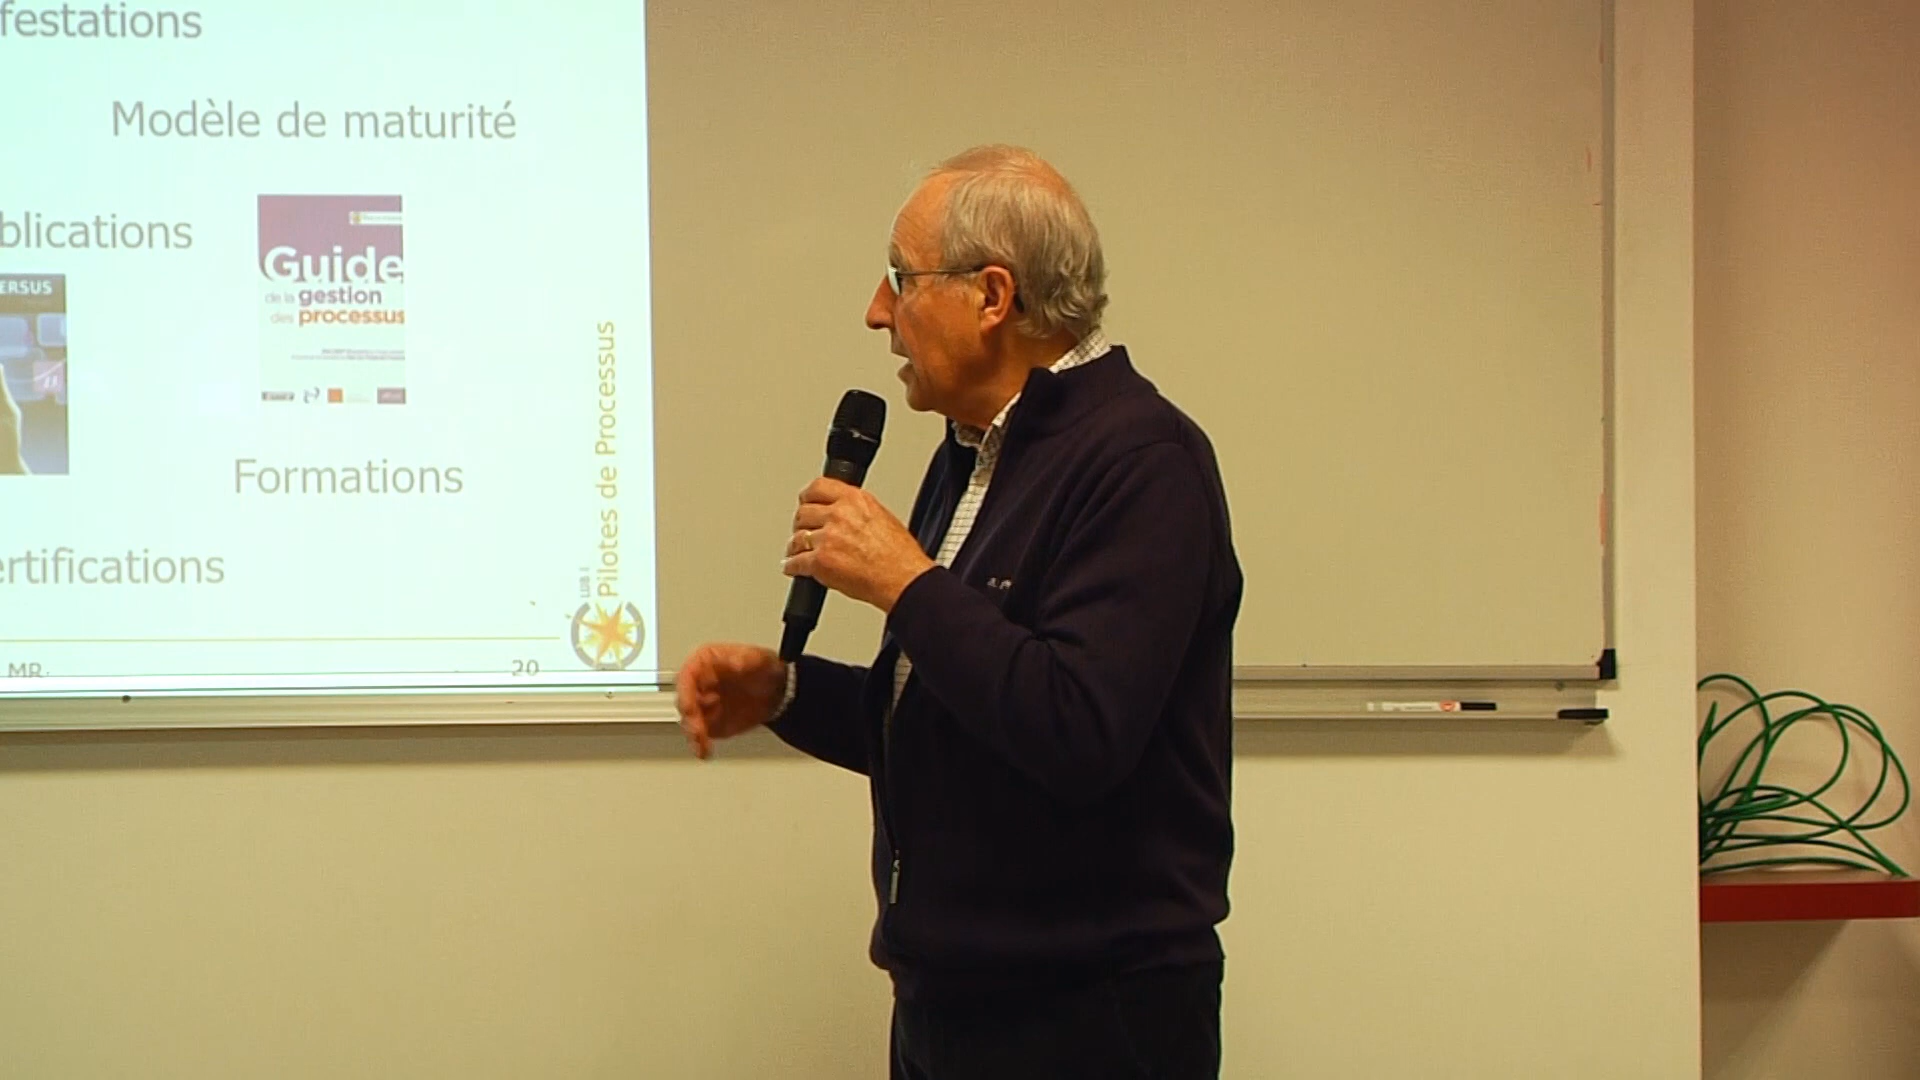 festations
Modèle de maturité
blications
ERSUS
Guide
de la gestion
des processus
Formations
ertifications
Pilotes de Processus
MR
20